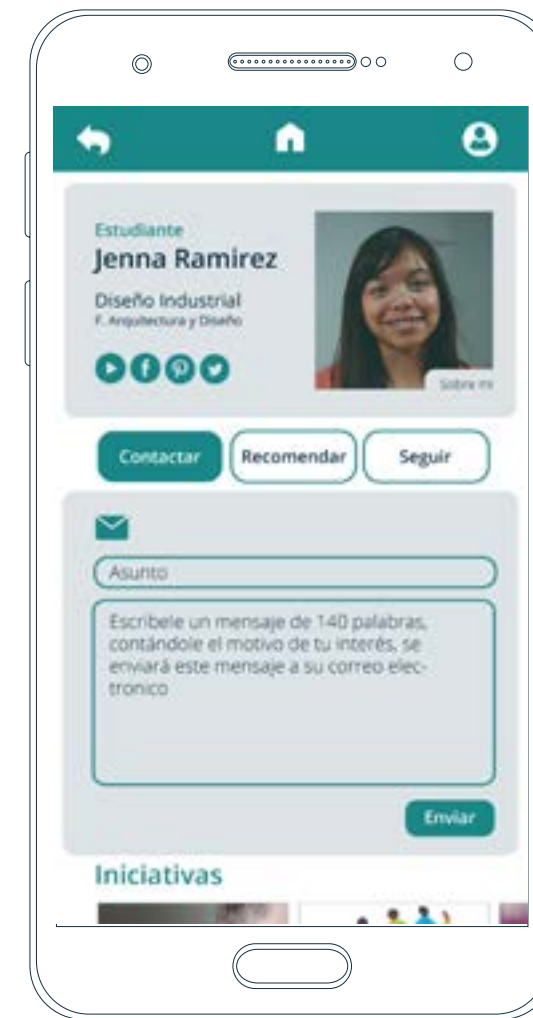 Estudiante
Jenna Ramirez
Diseño Industrial
F. Arquitectura y Diseño
Sobre mi
Contactar
Recomendar
Seguir
Asunto
Escribele un mensaje de 140 palabras,
contándole el motivo de tu interés, se
enviará este mensaje a su correo elec-
tronico
Enviar
Iniciativas